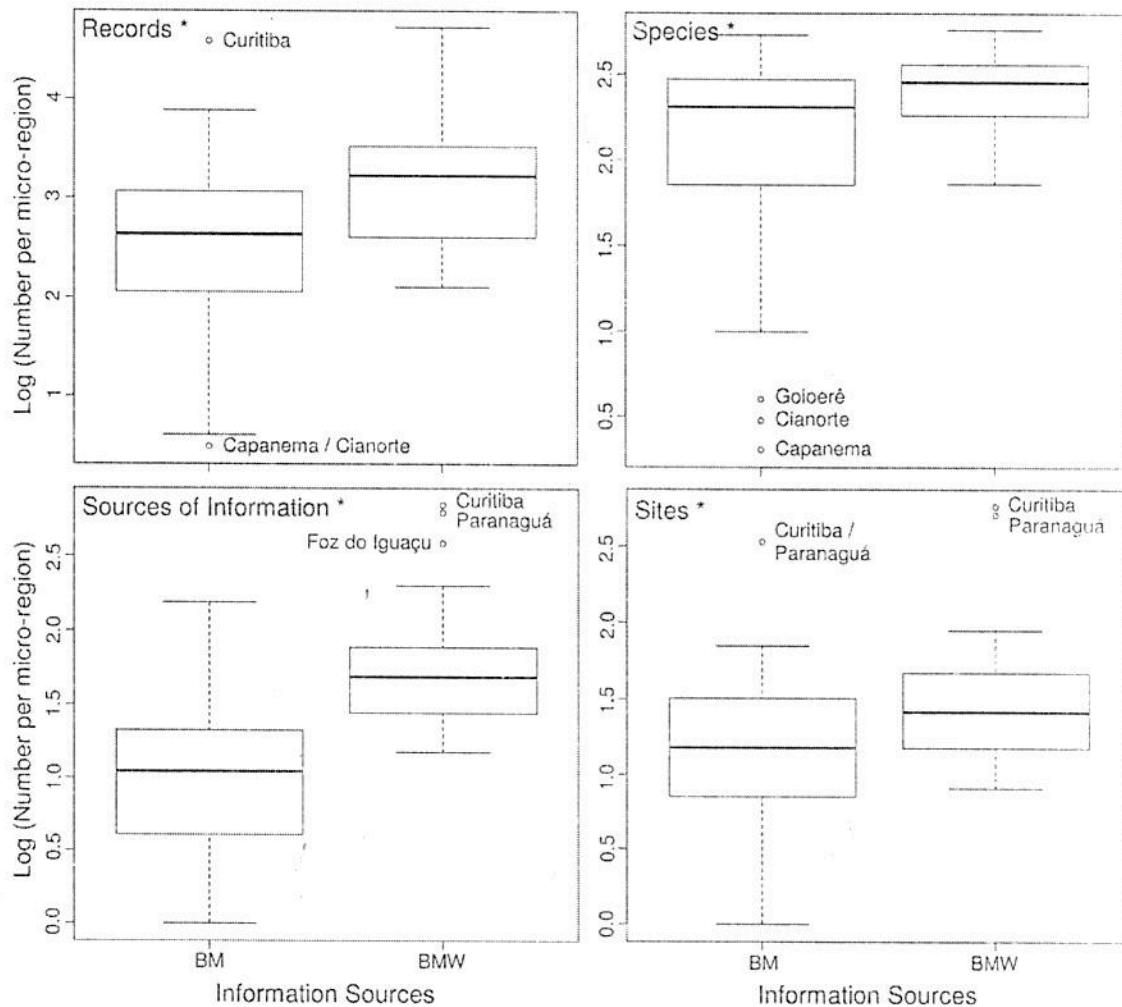 Records *
Curitiba
Capanema / Cianorte
Log (Number per micro-region)
4
3
2
1
Species *
Goioerê
Cianorte
Capanema
2.5
2.0
1.5
1.0
0.5
Sources of Information *
Curitiba
Paranaguá
Foz do Iguaçu
Log (Number per micro-region)
2.5
2.0
1.5
1.0
0.5
0.0
BM
BMW
Information Sources
Sites *
Curitiba /
Paranaguá
Curitiba
Paranaguá
2.5
2.0
1.5
1.0
0.5
0.0
BM
BMW
Information Sources